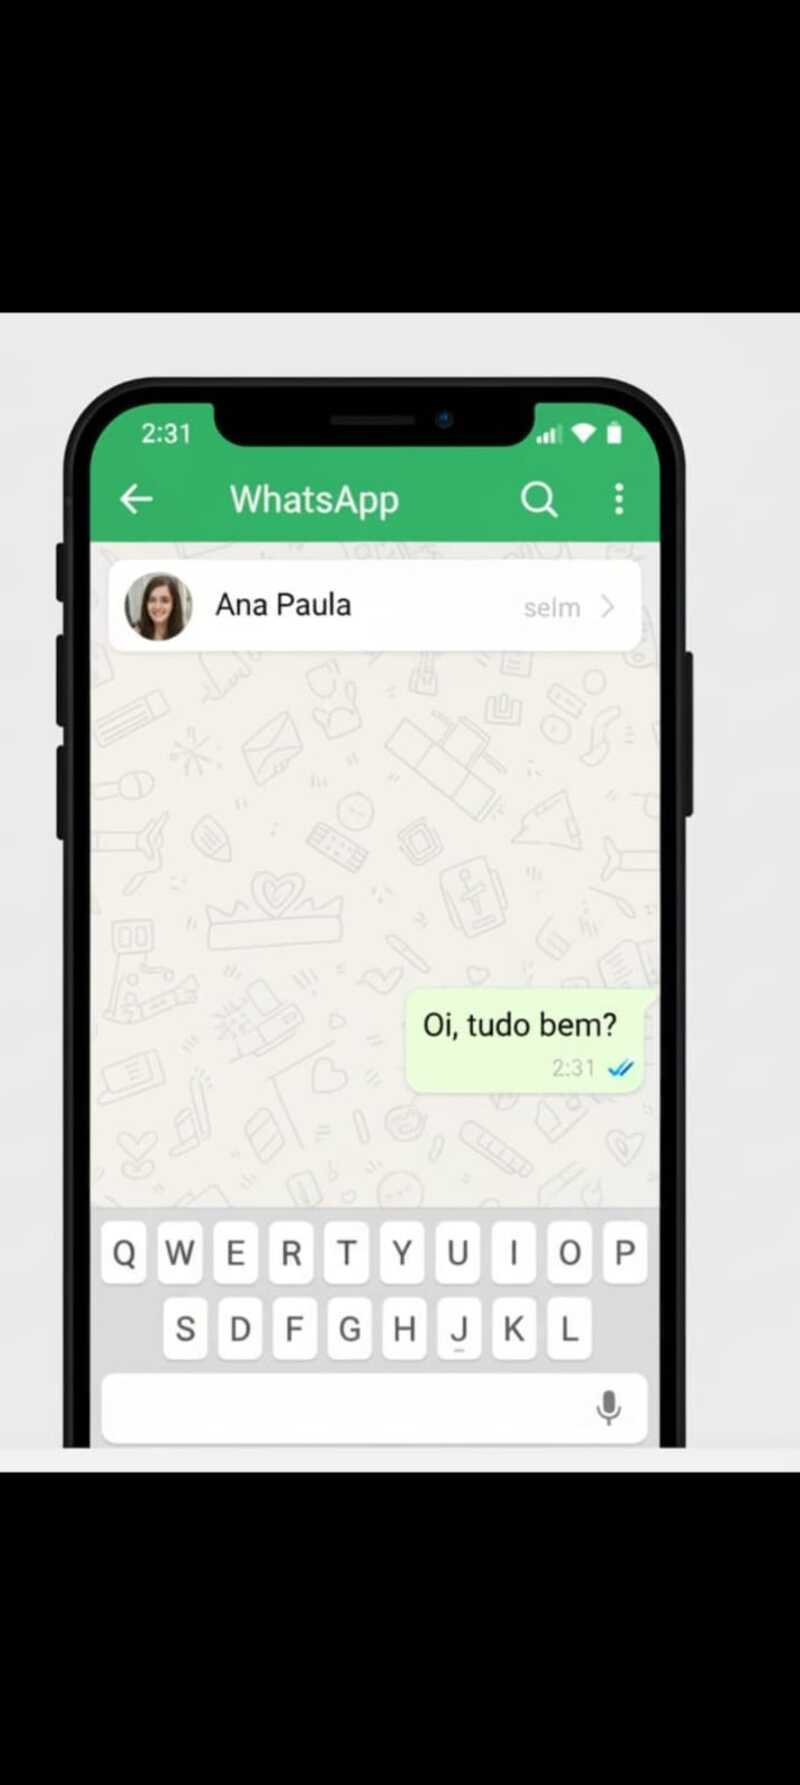 2:31
WhatsApp
Ana Paula selm
Oi, tudo bem?
2:31
Q W E R T Y U I O P
S D F G H J K L